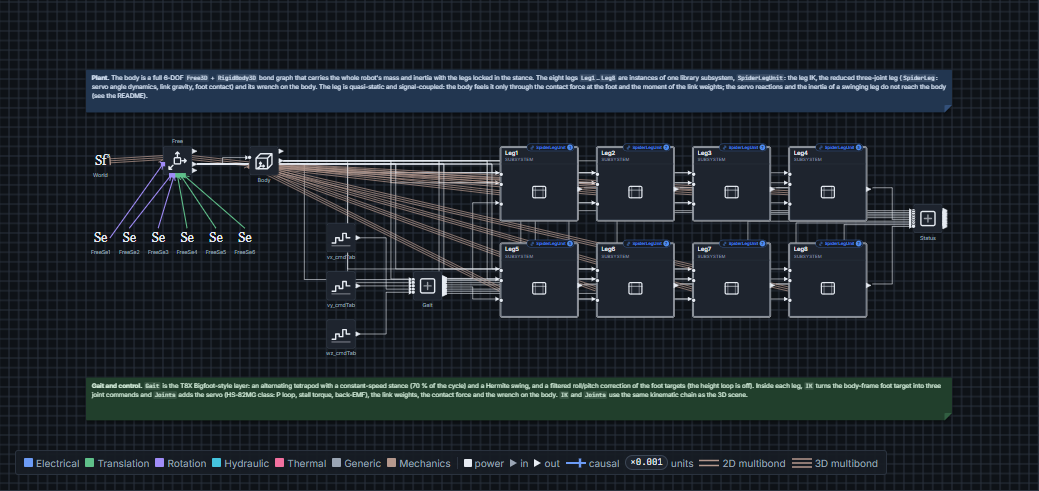 Plant. The body is a full 6-DOF Free3D + RigidBody3D bond graph that carries the whole robot's mass and inertia with the legs locked in the stance. The eight legs Leg1…Leg8 are instances of one library subsystem, SpiderLegUnit: the leg IK, the reduced three-joint leg (SpiderLeg:
servo angle dynamics, link gravity, foot contact) and its wrench on the body. The leg is quasi-static and signal-coupled: the body feels it only through the contact force at the foot and the moment of the link weights; the servo reactions and the inertia of a swinging leg do not reach the body
(see the README).
Free
Sf
World
Body
Se Se Se Se Se Se
FreeSe1 FreeSe2 FreeSe3 FreeSe4 FreeSe5 FreeSe6
SpiderLegUnit SpiderLegUnit SpiderLegUnit SpiderLegUnit
Leg1 Leg2 Leg3 Leg4
SUBSYSTEM SUBSYSTEM SUBSYSTEM SUBSYSTEM
Status
SpiderLegUnit SpiderLegUnit SpiderLegUnit SpiderLegUnit
Leg5 Leg6 Leg7 Leg8
SUBSYSTEM SUBSYSTEM SUBSYSTEM SUBSYSTEM
vx_cmdTab
vy_cmdTab
Gait
wz_cmdTab
Gait and control. Gait is the T8X Bigfoot-style layer: an alternating tetrapod with a constant-speed stance (70 % of the cycle) and a Hermite swing, and a filtered roll/pitch correction of the foot targets (the height loop is off). Inside each leg, IK turns the body-frame foot target into three
joint commands and Joints adds the servo (HS-82MG class: P loop, stall torque, back-EMF), the link weights, the contact force and the wrench on the body. IK and Joints use the same kinematic chain as the 3D scene.
Electrical Translation Rotation Hydraulic Thermal Generic Mechanics power in out causal ×0.001 units 2D multibond 3D multibond